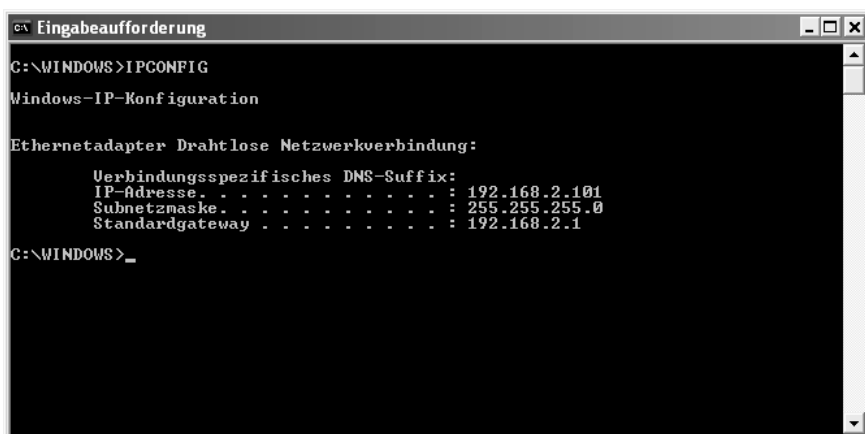 Eingabeaufforderung
C:\WINDOWS>IPCONFIG
Windows-IP-Konfiguration
Ethernetadapter Drahtlose Netzwerkverbindung:
Verbindungsspezifisches DNS-Suffix:
IP-Adresse. . . . . . . . . . . . : 192.168.2.101
Subnetzmaske. . . . . . . . . . . : 255.255.255.0
Standardgateway . . . . . . . . . : 192.168.2.1
C:\WINDOWS>_